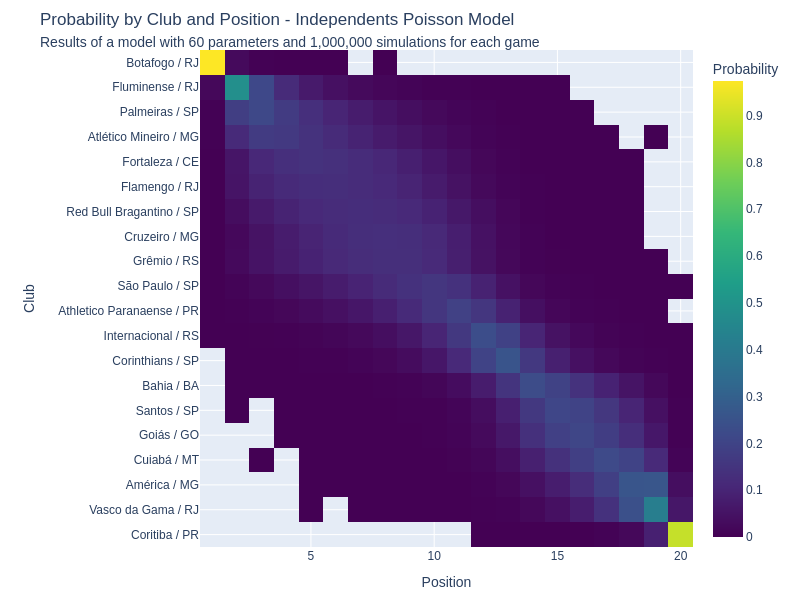 Probability by Club and Position - Independents Poisson Model
Results of a model with 60 parameters and 1,000,000 simulations for each game
Probability
Botafogo / RJ
Fluminense / RJ
Palmeiras / SP
Atlético Mineiro / MG
Fortaleza / CE
Flamengo / RJ
Red Bull Bragantino / SP
Cruzeiro / MG
Grêmio / RS
São Paulo / SP
Athletico Paranaense / PR
Internacional / RS
Corinthians / SP
Bahia / BA
Santos / SP
Goiás / GO
Cuiabá / MT
América / MG
Vasco da Gama / RJ
Coritiba / PR
Club
0.9
0.8
0.7
0.6
0.5
0.4
0.3
0.2
0.1
0
5
10
15
20
Position